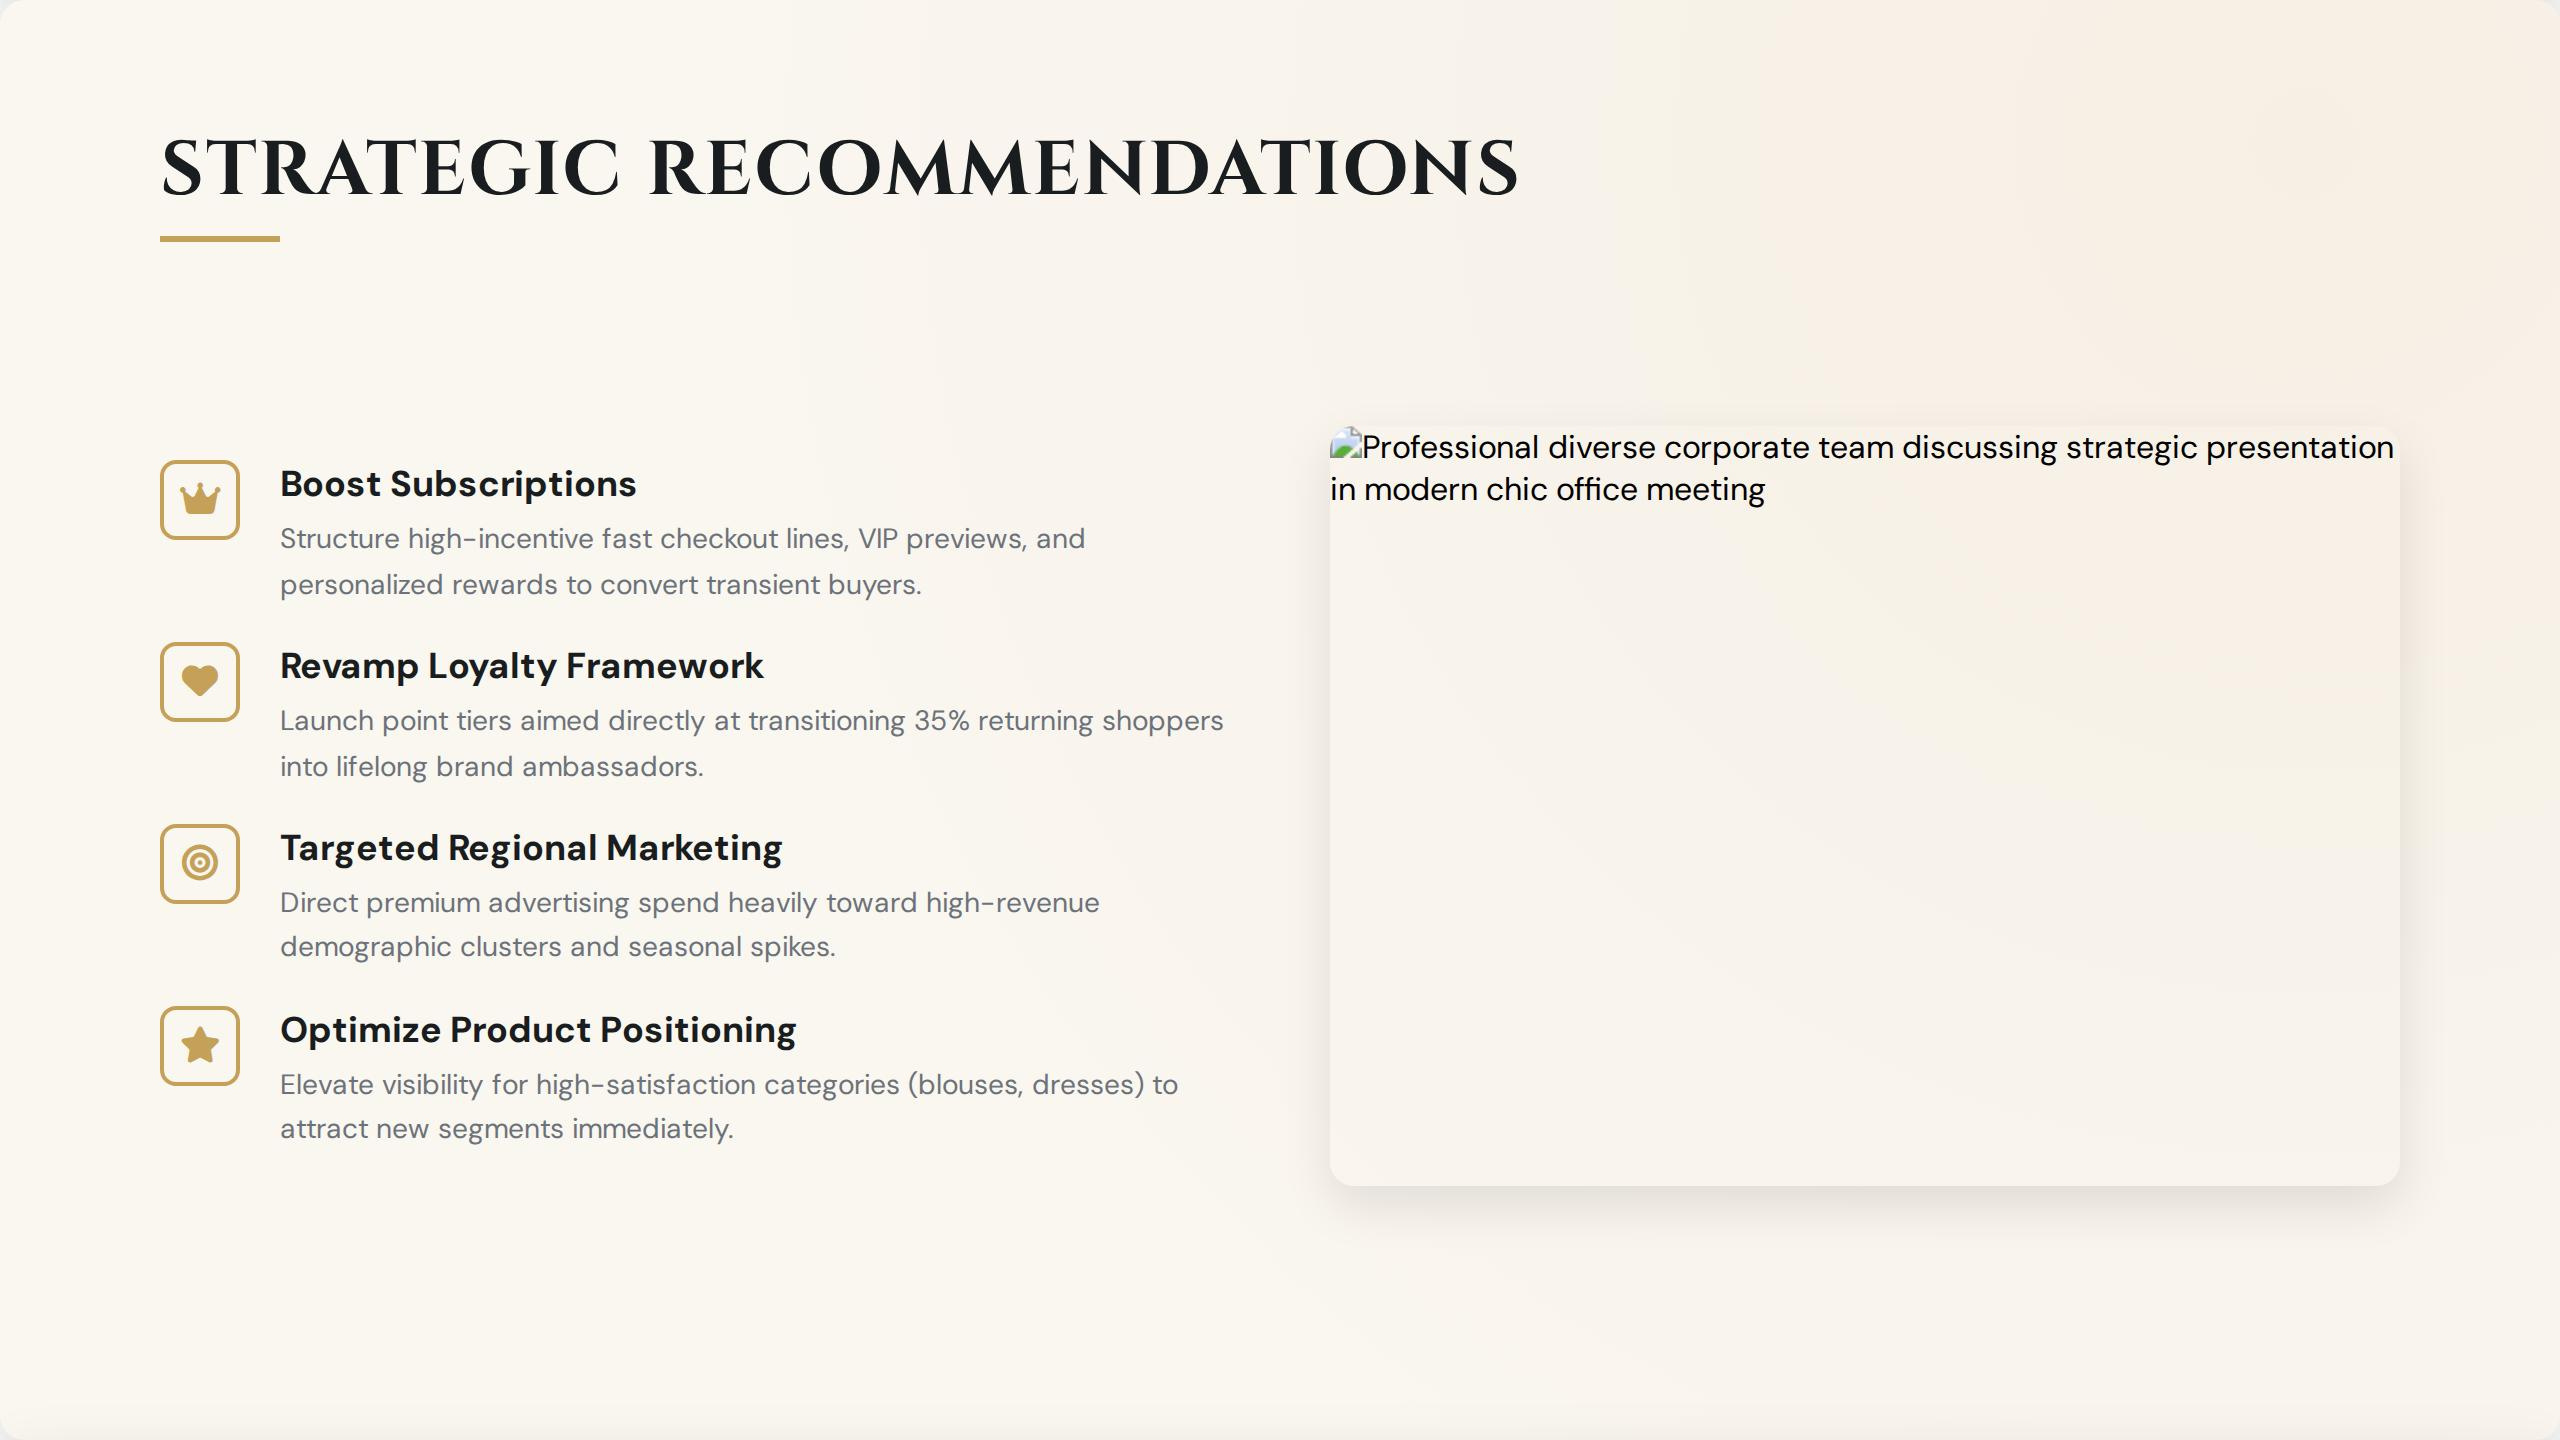 STRATEGIC RECOMMENDATIONS
Boost Subscriptions
Structure high-incentive fast checkout lines, VIP previews, and
personalized rewards to convert transient buyers.
Revamp Loyalty Framework
Launch point tiers aimed directly at transitioning 35% returning shoppers
into lifelong brand ambassadors.
Targeted Regional Marketing
Direct premium advertising spend heavily toward high-revenue
demographic clusters and seasonal spikes.
Optimize Product Positioning
Elevate visibility for high-satisfaction categories (blouses, dresses) to
attract new segments immediately.
Professional diverse corporate team discussing strategic presentation
in modern chic office meeting